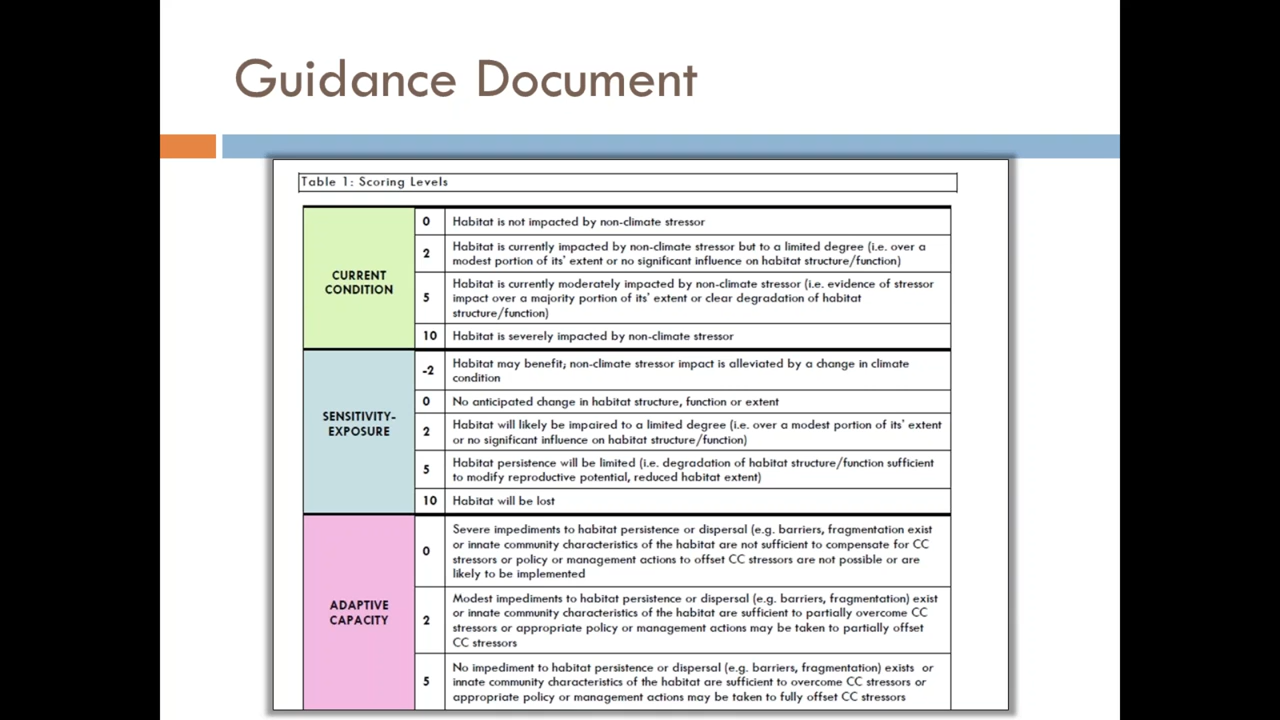 Guidance Document
Table 1: Scoring Levels
CURRENT
CONDITION
0
Habitat is not impacted by non-climate stressor
2
Habitat is currently impacted by non-climate stressor but to a limited degree (i.e. over a
modest portion of its' extent or no significant influence on habitat structure/function)
5
Habitat is currently moderately impacted by non-climate stressor (i.e. evidence of stressor
impact over a majority portion of its' extent or clear degradation of habitat
structure/function)
10
Habitat is severely impacted by non-climate stressor
SENSITIVITY-
EXPOSURE
-2
Habitat may benefit; non-climate stressor impact is alleviated by a change in climate
condition
0
No anticipated change in habitat structure, function or extent
2
Habitat will likely be impaired to a limited degree (i.e. over a modest portion of its' extent
or no significant influence on habitat structure/function)
5
Habitat persistence will be limited (i.e. degradation of habitat structure/function sufficient
to modify reproductive potential, reduced habitat extent)
10
Habitat will be lost
ADAPTIVE
CAPACITY
0
Severe impediments to habitat persistence or dispersal (e.g. barriers, fragmentation exist
or innate community characteristics of the habitat are not sufficient to compensate for CC
stressors or policy or management actions to offset CC stressors are not possible or are
likely to be implemented
2
Modest impediments to habitat persistence or dispersal (e.g. barriers, fragmentation) exist
or innate community characteristics of the habitat are sufficient to partially overcome CC
stressors or appropriate policy or management actions may be taken to partially offset
CC stressors
5
No impediment to habitat persistence or dispersal (e.g. barriers, fragmentation) exists or
innate community characteristics of the habitat are sufficient to overcome CC stressors or
appropriate policy or management actions may be taken to fully offset CC stressors